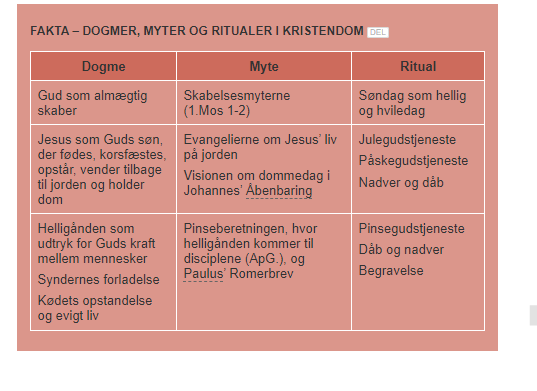 FAKTA – DOGMER, MYTER OG RITUALER I KRISTENDOM DEL
Dogme
Myte
Ritual
Gud som almægtig
skaber
Skabelsesmyterne
(1.Mos 1-2)
Søndag som hellig
og hviledag
Jesus som Guds søn,
der fødes, korsfæstes,
opstår, vender tilbage
til jorden og holder
dom
Evangelierne om Jesus’ liv
på jorden
Visionen om dommedag i
Johannes’ Åbenbaring
Julegudstjeneste
Påskegudstjeneste
Nadver og dåb
Helligånden som
udtryk for Guds kraft
mellem mennesker
Syndernes forladelse
Kødets opstandelse
og evigt liv
Pinseberetningen, hvor
helligånden kommer til
disciplene (ApG.), og
Paulus’ Romerbrev
Pinsegudstjeneste
Dåb og nadver
Begravelse